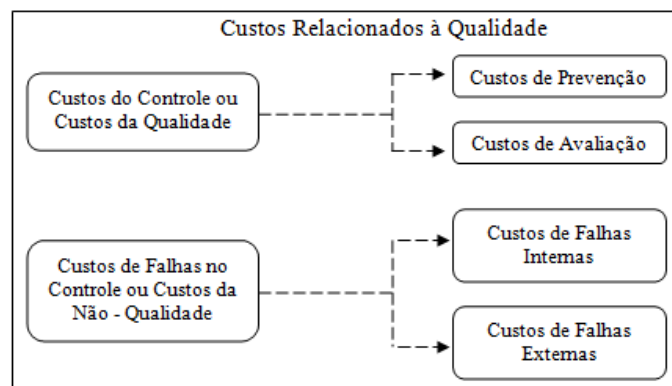 Custos Relacionados à Qualidade
Custos do Controle ou
Custos da Qualidade
Custos de Prevenção
Custos de Avaliação
Custos de Falhas no
Controle ou Custos da
Não - Qualidade
Custos de Falhas
Internas
Custos de Falhas
Externas